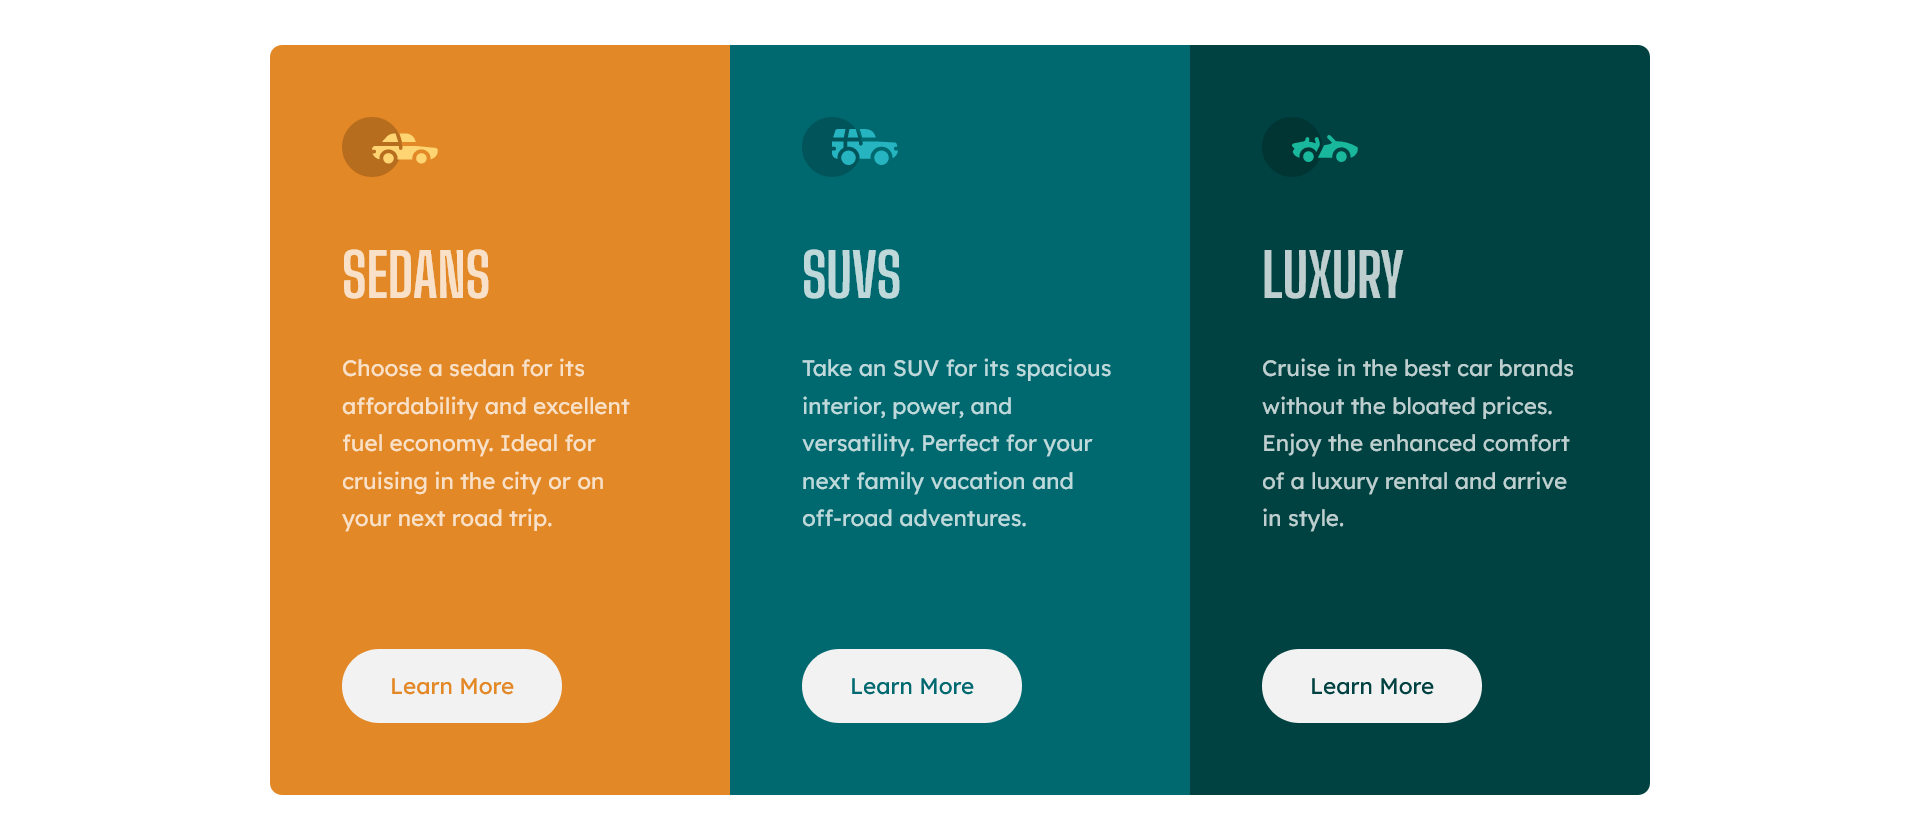 SEDANS
Choose a sedan for its
affordability and excellent
fuel economy. Ideal for
cruising in the city or on
your next road trip.
Learn More
SUVS
Take an SUV for its spacious
interior, power, and
versatility. Perfect for your
next family vacation and
off-road adventures.
Learn More
LUXURY
Cruise in the best car brands
without the bloated prices.
Enjoy the enhanced comfort
of a luxury rental and arrive
in style.
Learn More